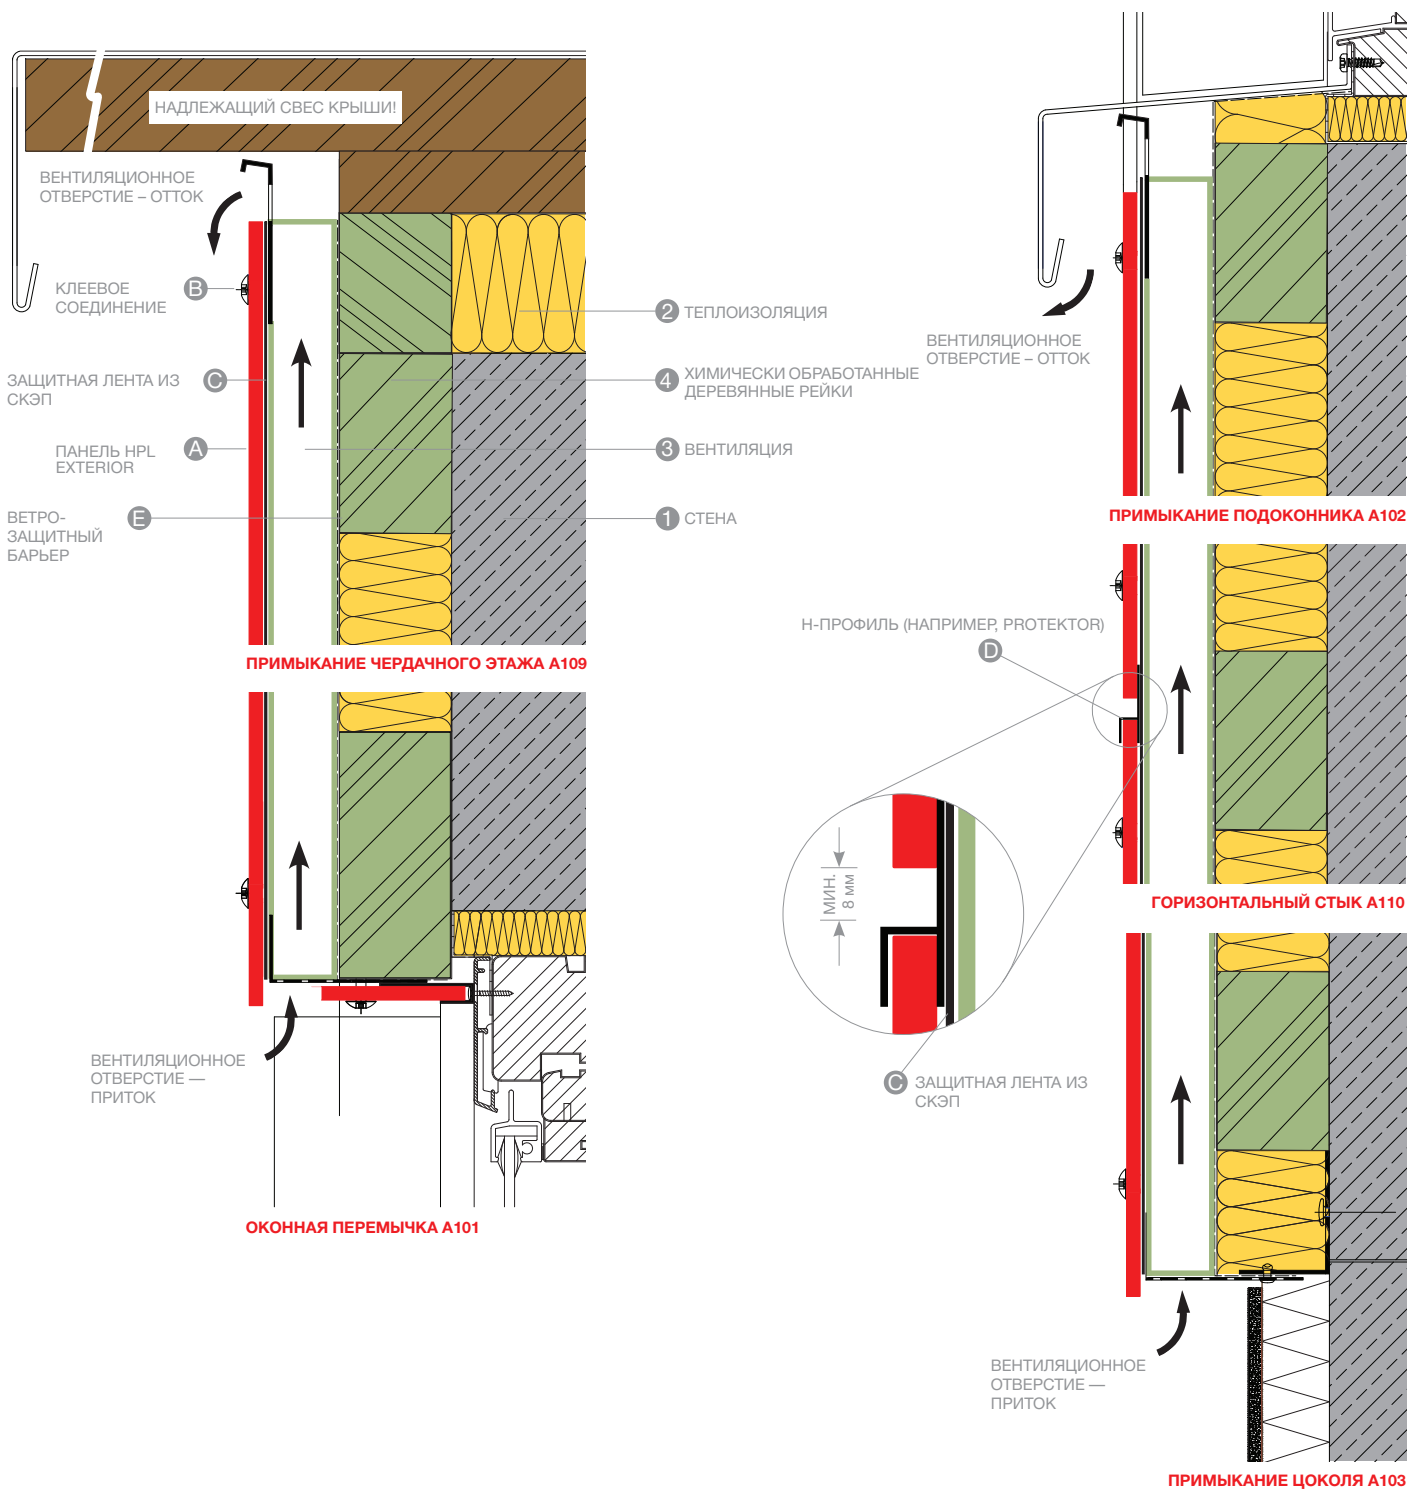 НАДЛЕЖАЩИЙ СВЕС КРЫШИ!
ВЕНТИЛЯЦИОННОЕ
ОТВЕРСТИЕ – ОТТОК
B
КЛЕЕВОЕ
СОЕДИНЕНИЕ
C
ЗАЩИТНАЯ ЛЕНТА ИЗ
СКЭП
A
ПАНЕЛЬ HPL
EXTERIOR
E
ВЕТРО-
ЗАЩИТНЫЙ
БАРЬЕР
2 ТЕПЛОИЗОЛЯЦИЯ
4 ХИМИЧЕСКИ ОБРАБОТАННЫЕ
ДЕРЕВЯННЫЕ РЕЙКИ
3 ВЕНТИЛЯЦИЯ
1 СТЕНА
ПРИМЫКАНИЕ ЧЕРДАЧНОГО ЭТАЖА A109
ВЕНТИЛЯЦИОННОЕ
ОТВЕРСТИЕ —
ПРИТОК
ОКОННАЯ ПЕРЕМЫЧКА A101
ВЕНТИЛЯЦИОННОЕ
ОТВЕРСТИЕ – ОТТОК
ПРИМЫКАНИЕ ПОДОКОННИКА A102
Н-ПРОФИЛЬ (НАПРИМЕР, PROTEKTOR)
D
МИН.
8 мм
C ЗАЩИТНАЯ ЛЕНТА ИЗ
СКЭП
ГОРИЗОНТАЛЬНЫЙ СТЫК A110
ВЕНТИЛЯЦИОННОЕ
ОТВЕРСТИЕ —
ПРИТОК
ПРИМЫКАНИЕ ЦОКОЛЯ A103